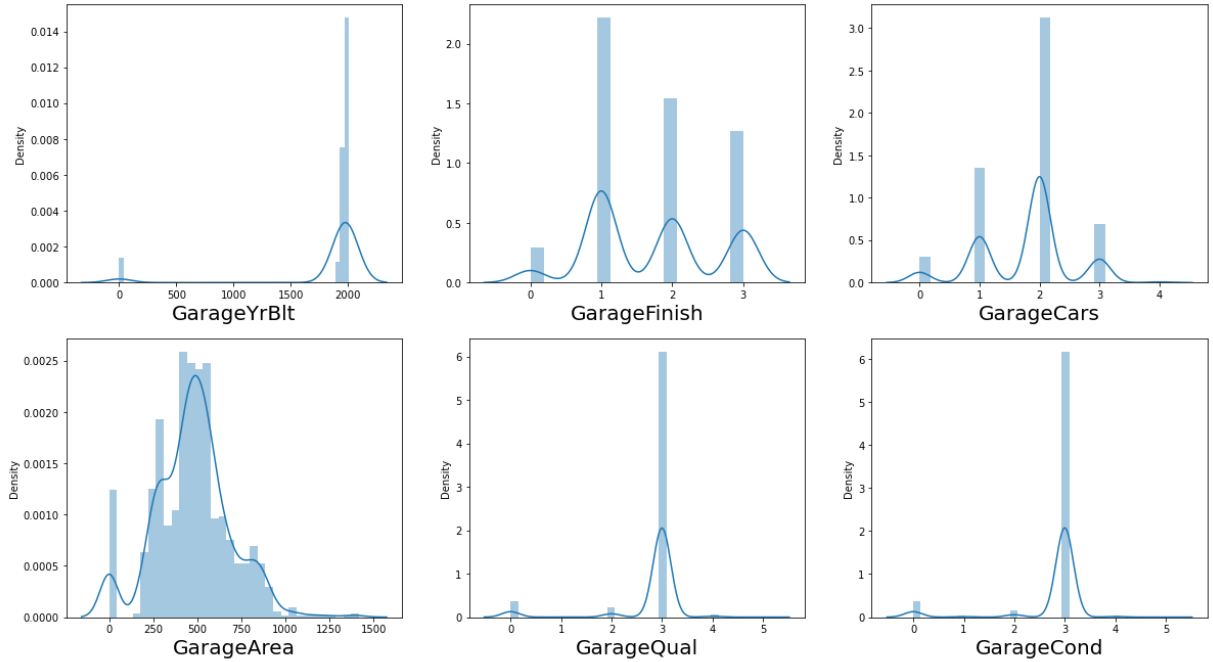 0.014
0.012
0.010
0.008
0.006
0.004
0.002
0.000
Density
0 500 1000 1500 2000
GarageYrBlt
2.0
1.5
1.0
0.5
0.0
Density
0 1 2 3
GarageFinish
3.0
2.5
2.0
1.5
1.0
0.5
0.0
Density
0 1 2 3 4
GarageCars
0.0025
0.0020
0.0015
0.0010
0.0005
0.0000
Density
0 250 500 750 1000 1250 1500
GarageArea
6
5
4
3
2
1
0
Density
0 1 2 3 4 5
GarageQual
6
5
4
3
2
1
0
Density
0 1 2 3 4 5
GarageCond